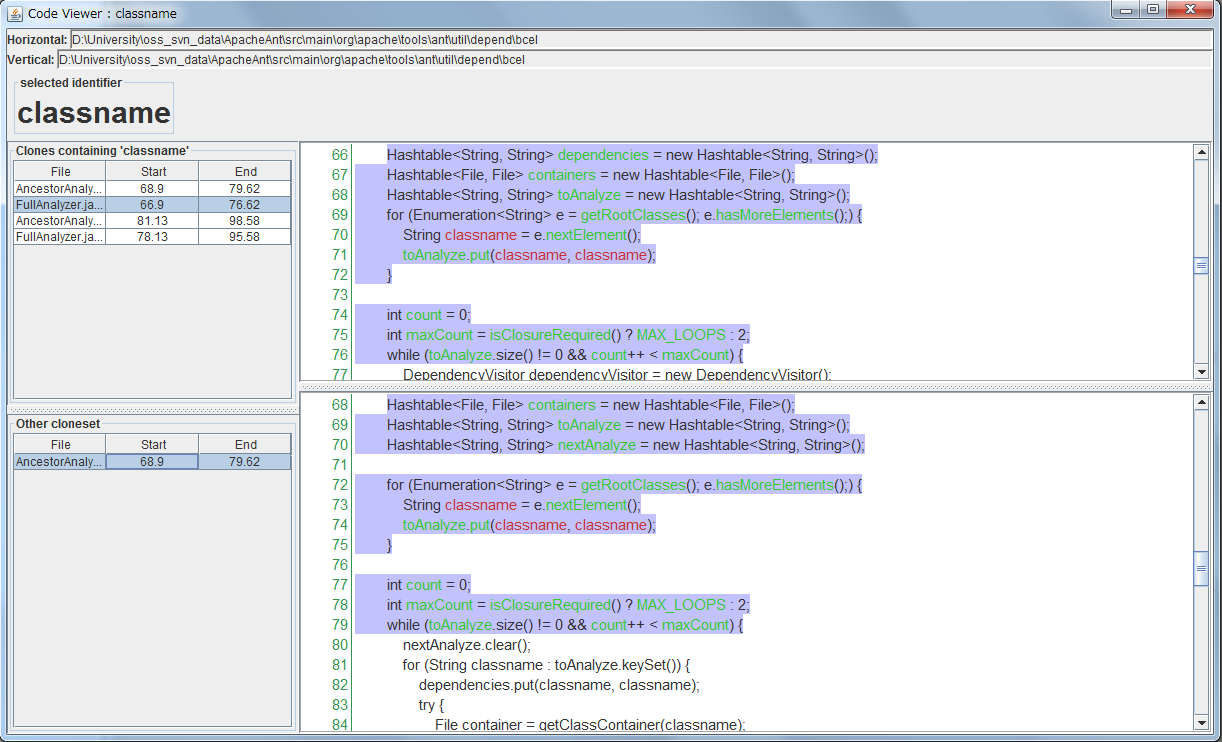 Code Viewer : classname
Horizontal: D:\University\oss_svn_data\ApacheAnt\src\main\org\apache\tools\ant\util\depend\bcel
Vertical: D:\University\oss_svn_data\ApacheAnt\src\main\org\apache\tools\ant\util\depend\bcel
selected identifier
classname
Clones containing 'classname'
File Start End
AncestorAnaly... 68.9 79.62
FullAnalyzer.ja... 66.9 76.62
AncestorAnaly... 81.13 98.58
FullAnalyzer.ja... 78.13 95.58
66 Hashtable<String, String> dependencies = new Hashtable<String, String>();
67 Hashtable<File, File> containers = new Hashtable<File, File>();
68 Hashtable<String, String> toAnalyze = new Hashtable<String, String>();
69 for (Enumeration<String> e = getRootClasses(); e.hasMoreElements();) {
70 String classname = e.nextElement();
71 toAnalyze.put(classname, classname);
72 }
73
74 int count = 0;
75 int maxCount = isClosureRequired() ? MAX_LOOPS : 2;
76 while (toAnalyze.size() != 0 && count++ < maxCount) {
77 DependencyVisitor dependencyVisitor = new DependencyVisitor();
Other cloneset
File Start End
AncestorAnaly... 68.9 79.62
68 Hashtable<File, File> containers = new Hashtable<File, File>();
69 Hashtable<String, String> toAnalyze = new Hashtable<String, String>();
70 Hashtable<String, String> nextAnalyze = new Hashtable<String, String>();
71
72 for (Enumeration<String> e = getRootClasses(); e.hasMoreElements();) {
73 String classname = e.nextElement();
74 toAnalyze.put(classname, classname);
75 }
76
77 int count = 0;
78 int maxCount = isClosureRequired() ? MAX_LOOPS : 2;
79 while (toAnalyze.size() != 0 && count++ < maxCount) {
80 nextAnalyze.clear();
81 for (String classname : toAnalyze.keySet()) {
82 dependencies.put(classname, classname);
83 try {
84 File container = getClassContainer(classname);